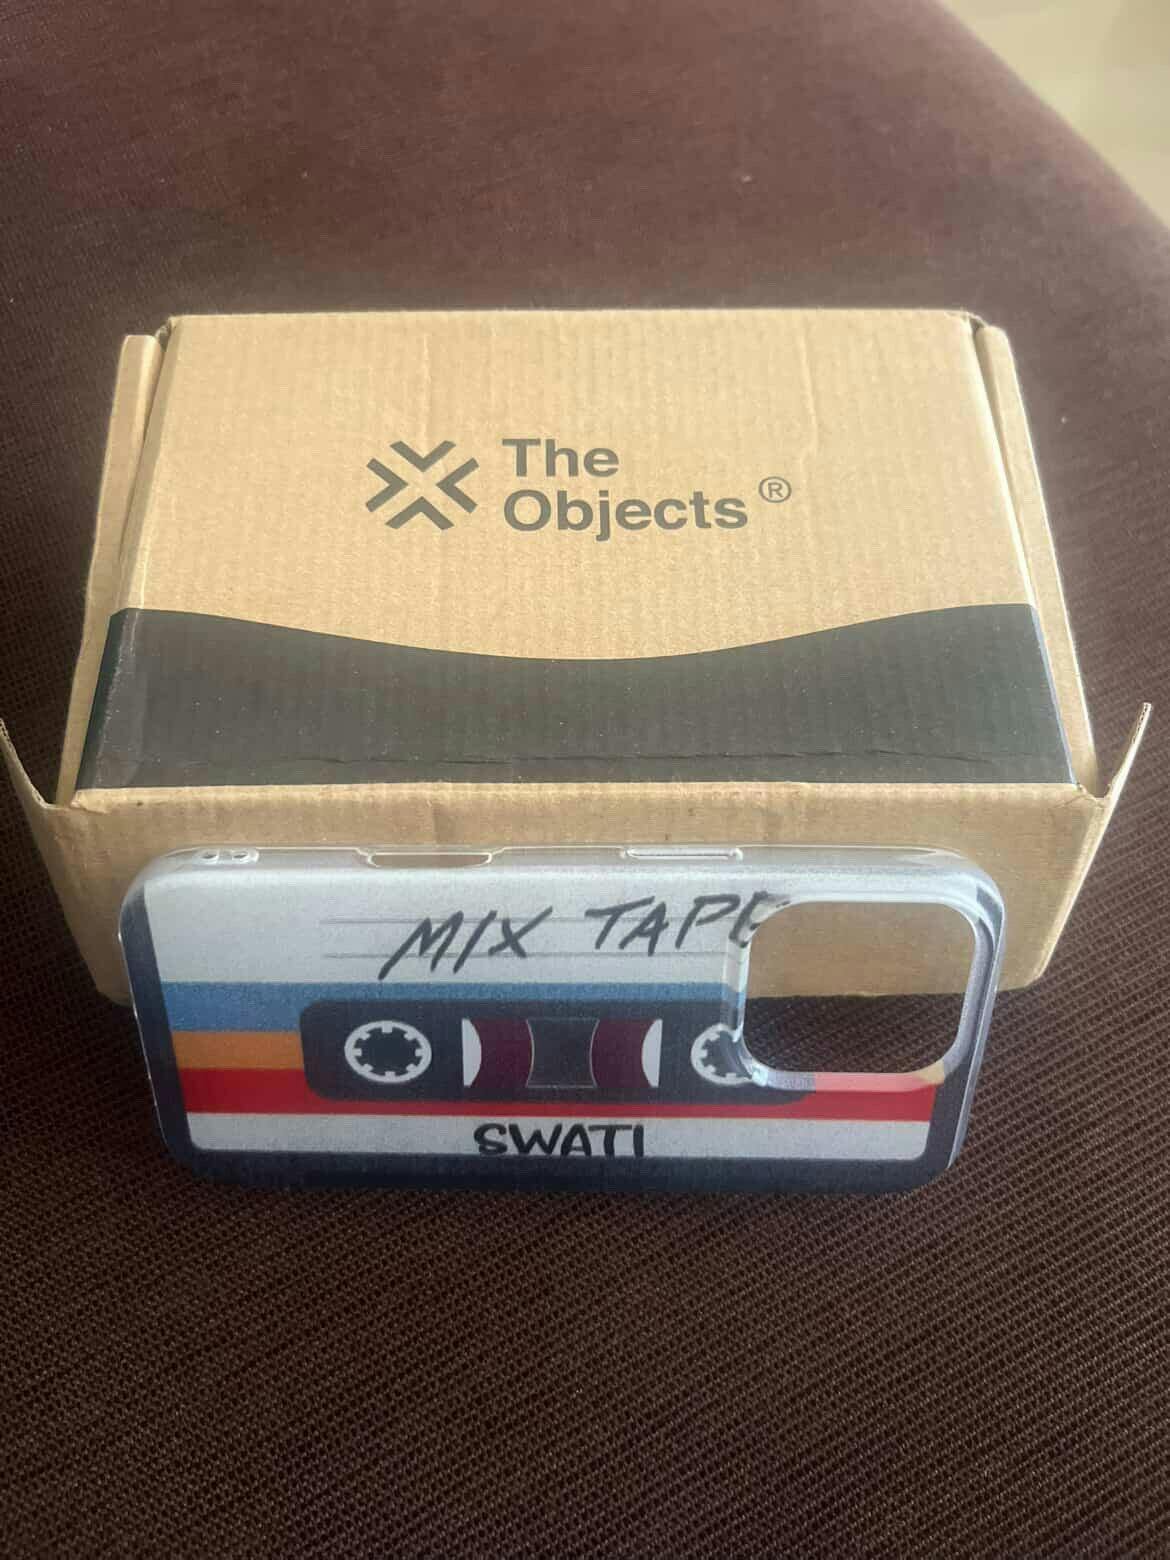 The
Objects ®
MIX TAPE
SWATI